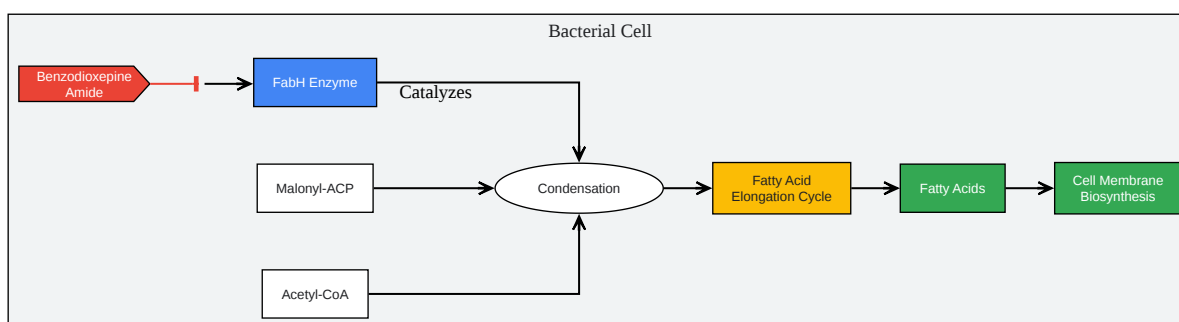 Bacterial Cell
Benzodioxepine
Amide
FabH Enzyme
Catalyzes
Malonyl-ACP
Condensation
Fatty Acid
Elongation Cycle
Fatty Acids
Cell Membrane
Biosynthesis
Acetyl-CoA